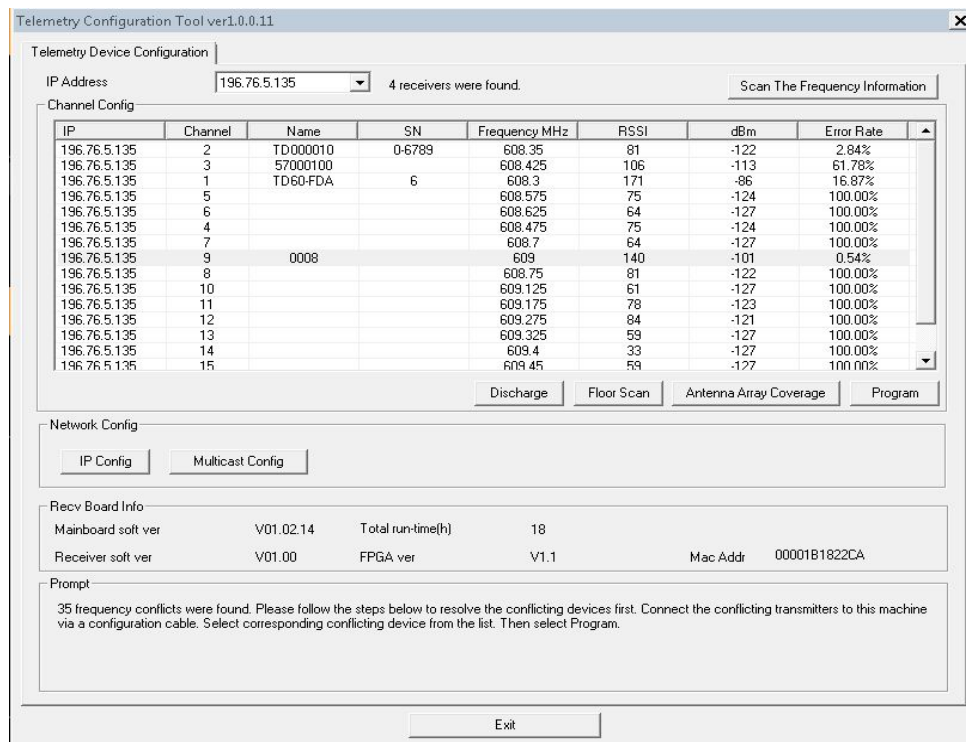 Telemetry Configuration Tool ver1.0.0.11
Telemetry Device Configuration
IP Address 196.76.5.135 4 receivers were found. Scan The Frequency Information
Channel Config
IP Channel Name SN Frequency MHz RSSI dBm Error Rate
196.76.5.135 2 TD000010 0-6789 608.35 81 -122 2.84%
196.76.5.135 3 57000100 608.425 106 -113 61.78%
196.76.5.135 1 TD60-FDA 6 608.3 171 -86 16.87%
196.76.5.135 5 608.575 75 -124 100.00%
196.76.5.135 6 608.625 64 -127 100.00%
196.76.5.135 4 608.475 75 -124 100.00%
196.76.5.135 7 608.7 64 -127 100.00%
196.76.5.135 9 0008 609 140 -101 0.54%
196.76.5.135 8 608.75 81 -122 100.00%
196.76.5.135 10 609.125 61 -127 100.00%
196.76.5.135 11 609.175 78 -123 100.00%
196.76.5.135 12 609.275 84 -121 100.00%
196.76.5.135 13 609.325 59 -127 100.00%
196.76.5.135 14 609.4 33 -127 100.00%
196.76.5.135 15 609.45 59 -127 100.00%
Discharge Floor Scan Antenna Array Coverage Program
Network Config
IP Config Multicast Config
Recv Board Info
Mainboard soft ver V01.02.14 Total run-time(h) 18
Receiver soft ver V01.00 FPGA ver V1.1 Mac Addr 00001B1822CA
Prompt
35 frequency conflicts were found. Please follow the steps below to resolve the conflicting devices first. Connect the conflicting transmitters to this machine
via a configuration cable. Select corresponding conflicting device from the list. Then select Program.
Exit